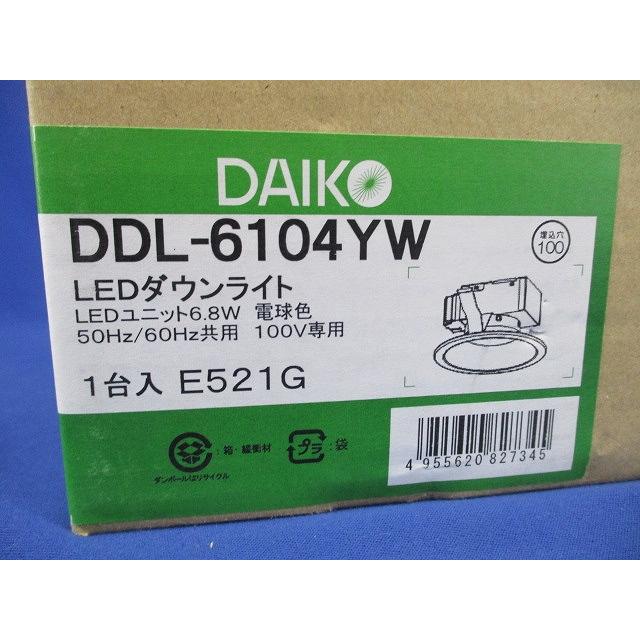 DAIKO
DDL-6104YW
埋込穴
100
LEDダウンライト
LEDユニット6.8W 電球色
50Hz/60Hz共用 100V専用
1台入 E521G
:箱・緩衝材
ダンボールはリサイクル
プラ
:袋
4 955620 827345